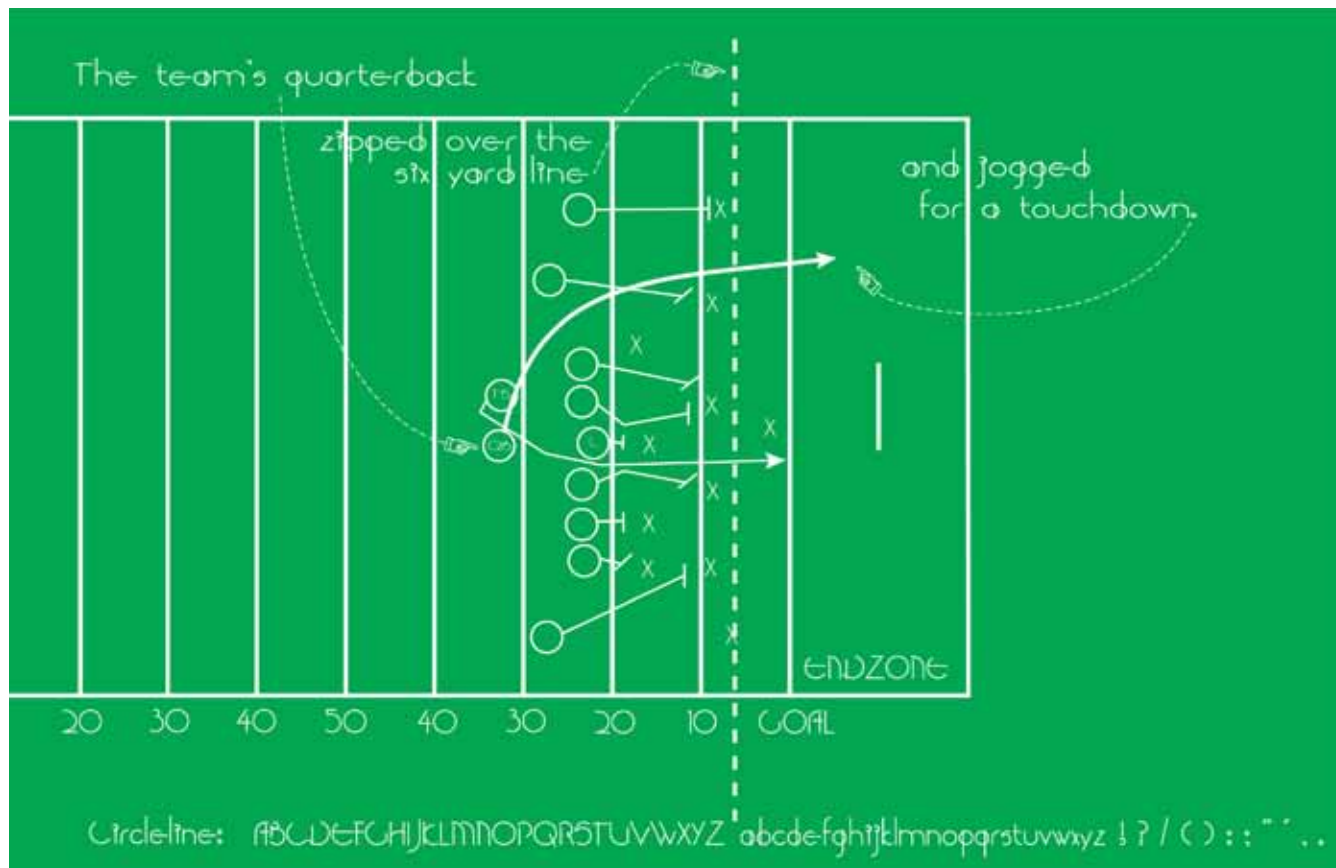 The team's quarterback
zipped over the
six yard line
and jogged
for a touchdown.
X
X
X
X
X
X
X
X
X
X
X
ENDZONE
20 30 40 50 40 30 20 10 GOAL
Circleline: ABCDEFGHIJKLMNOPQRSTUVWXYZ abcdefghijklmnopqrstuvwxyz !?/():;"´..